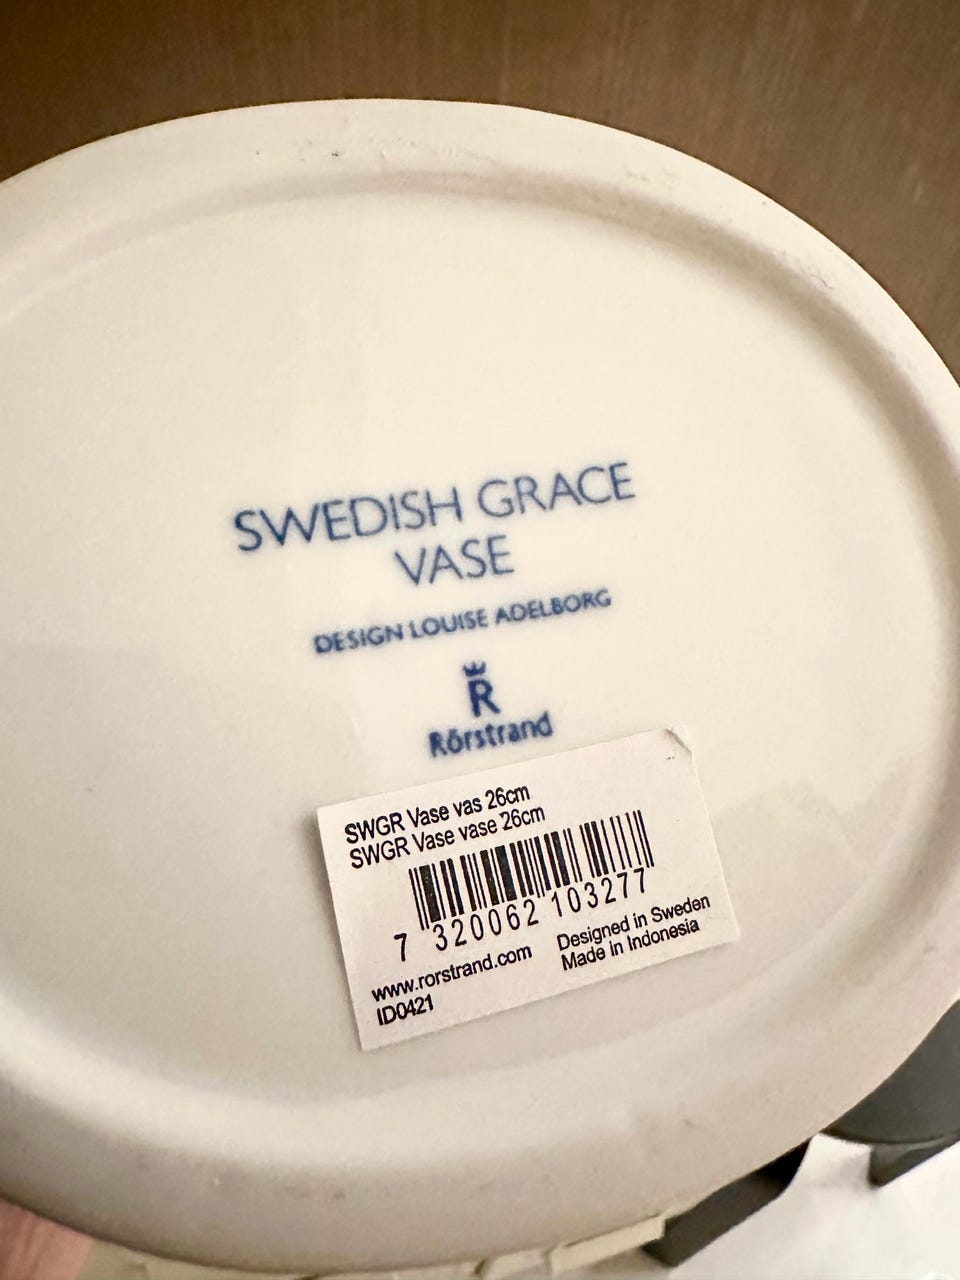 SWEDISH GRACE
VASE
DESIGN LOUISE ADELBORG
R
Rörstrand
SWGR Vase vas 26cm
SWGR Vase vase 26cm
7 320062 103277
www.rorstrand.com
ID0421
Designed in Sweden
Made in Indonesia